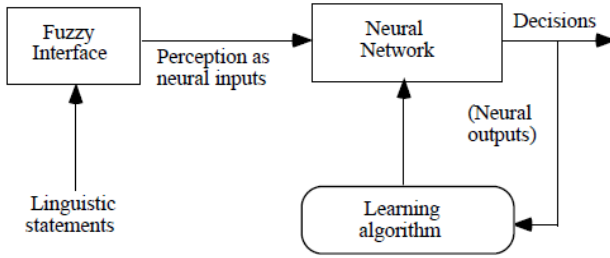 Fuzzy
Interface
Perception as
neural inputs
Neural
Network
Decisions
(Neural
outputs)
Linguistic
statements
Learning
algorithm